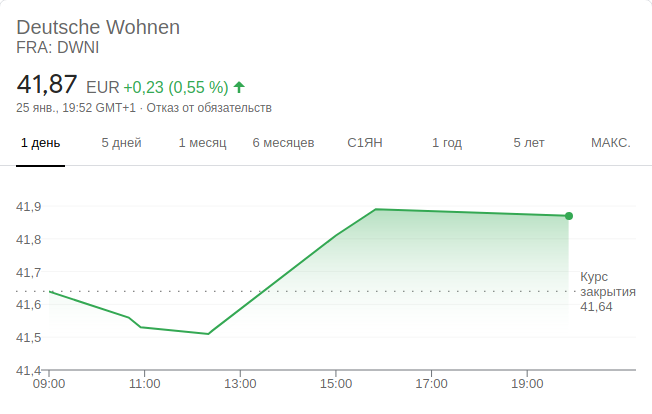 Deutsche Wohnen
FRA: DWNI
41,87 EUR +0,23 (0,55 %)
25 янв., 19:52 GMT+1 · Отказ от обязательств
1 день 5 дней 1 месяц 6 месяцев С1ЯН 1 год 5 лет МАКС.
41,9
41,8
41,7
41,6
41,5
41,4
Курс
закрытия
41,64
09:00 11:00 13:00 15:00 17:00 19:00